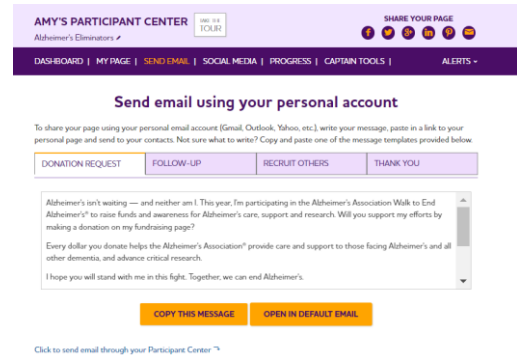 AMY'S PARTICIPANT CENTER
TOUR
SHARE YOUR PAGE
Alzheimer's Eliminators
DASHBOARD | MY PAGE | SEND EMAIL | SOCIAL MEDIA | PROGRESS | CAPTAIN TOOLS | ALERTS
Send email using your personal account
To share your page using your personal email account (Gmail, Outlook, Yahoo, etc.), write your message, paste in a link to your
personal page and send to your contacts. Not sure what to write? Copy and paste one of the message templates provided below.
DONATION REQUEST FOLLOW-UP RECRUIT OTHERS THANK YOU
Alzheimer's isn't waiting — and neither am I. This year, I'm participating in the Alzheimer's Association Walk to End
Alzheimer's® to raise funds and awareness for Alzheimer's care, support and research. Will you support my efforts by
making a donation on my fundraising page?
Every dollar you donate helps the Alzheimer's Association® provide care and support to those facing Alzheimer's and all
other dementia, and advance critical research.
I hope you will stand with me in this fight. Together, we can end Alzheimer's.
COPY THIS MESSAGE OPEN IN DEFAULT EMAIL
Click to send email through your Participant Center